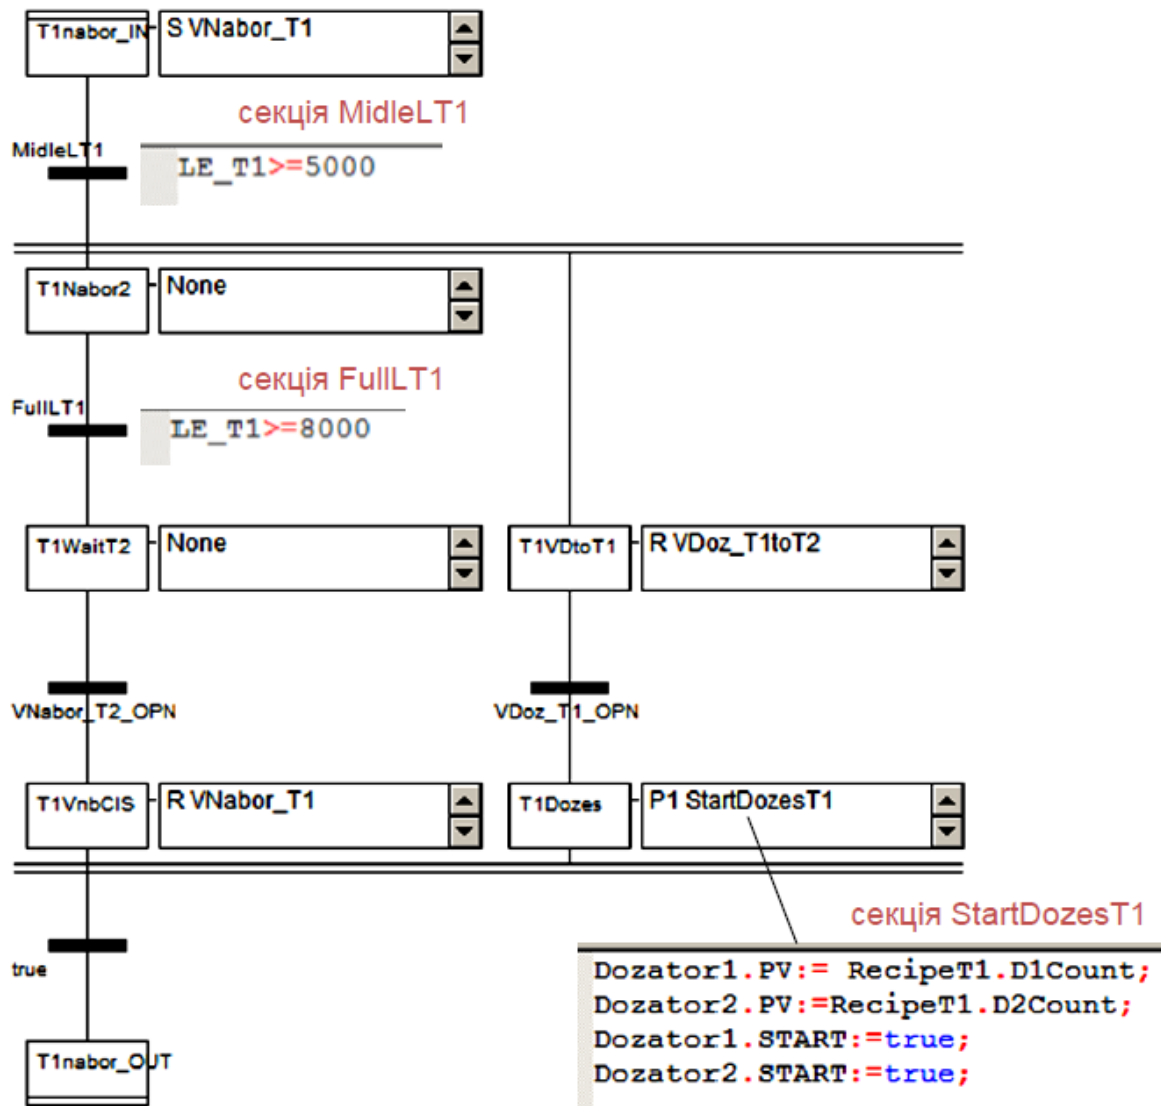 T1nabor_IN
S VNabor_T1
секція MidleLT1
MidleLT1
LE_T1>=5000
T1Nabor2
None
секція FullLT1
FullLT1
LE_T1>=8000
T1WaitT2
None
T1VDtoT1
R VDoz_T1toT2
VNabor_T2_OPN
VDoz_T1_OPN
T1VnbClS
R VNabor_T1
T1Dozes
P1 StartDozesT1
секція StartDozesT1
true
Dozator1.PV:= RecipeT1.D1Count;
Dozator2.PV:=RecipeT1.D2Count;
Dozator1.START:=true;
Dozator2.START:=true;
T1nabor_OUT